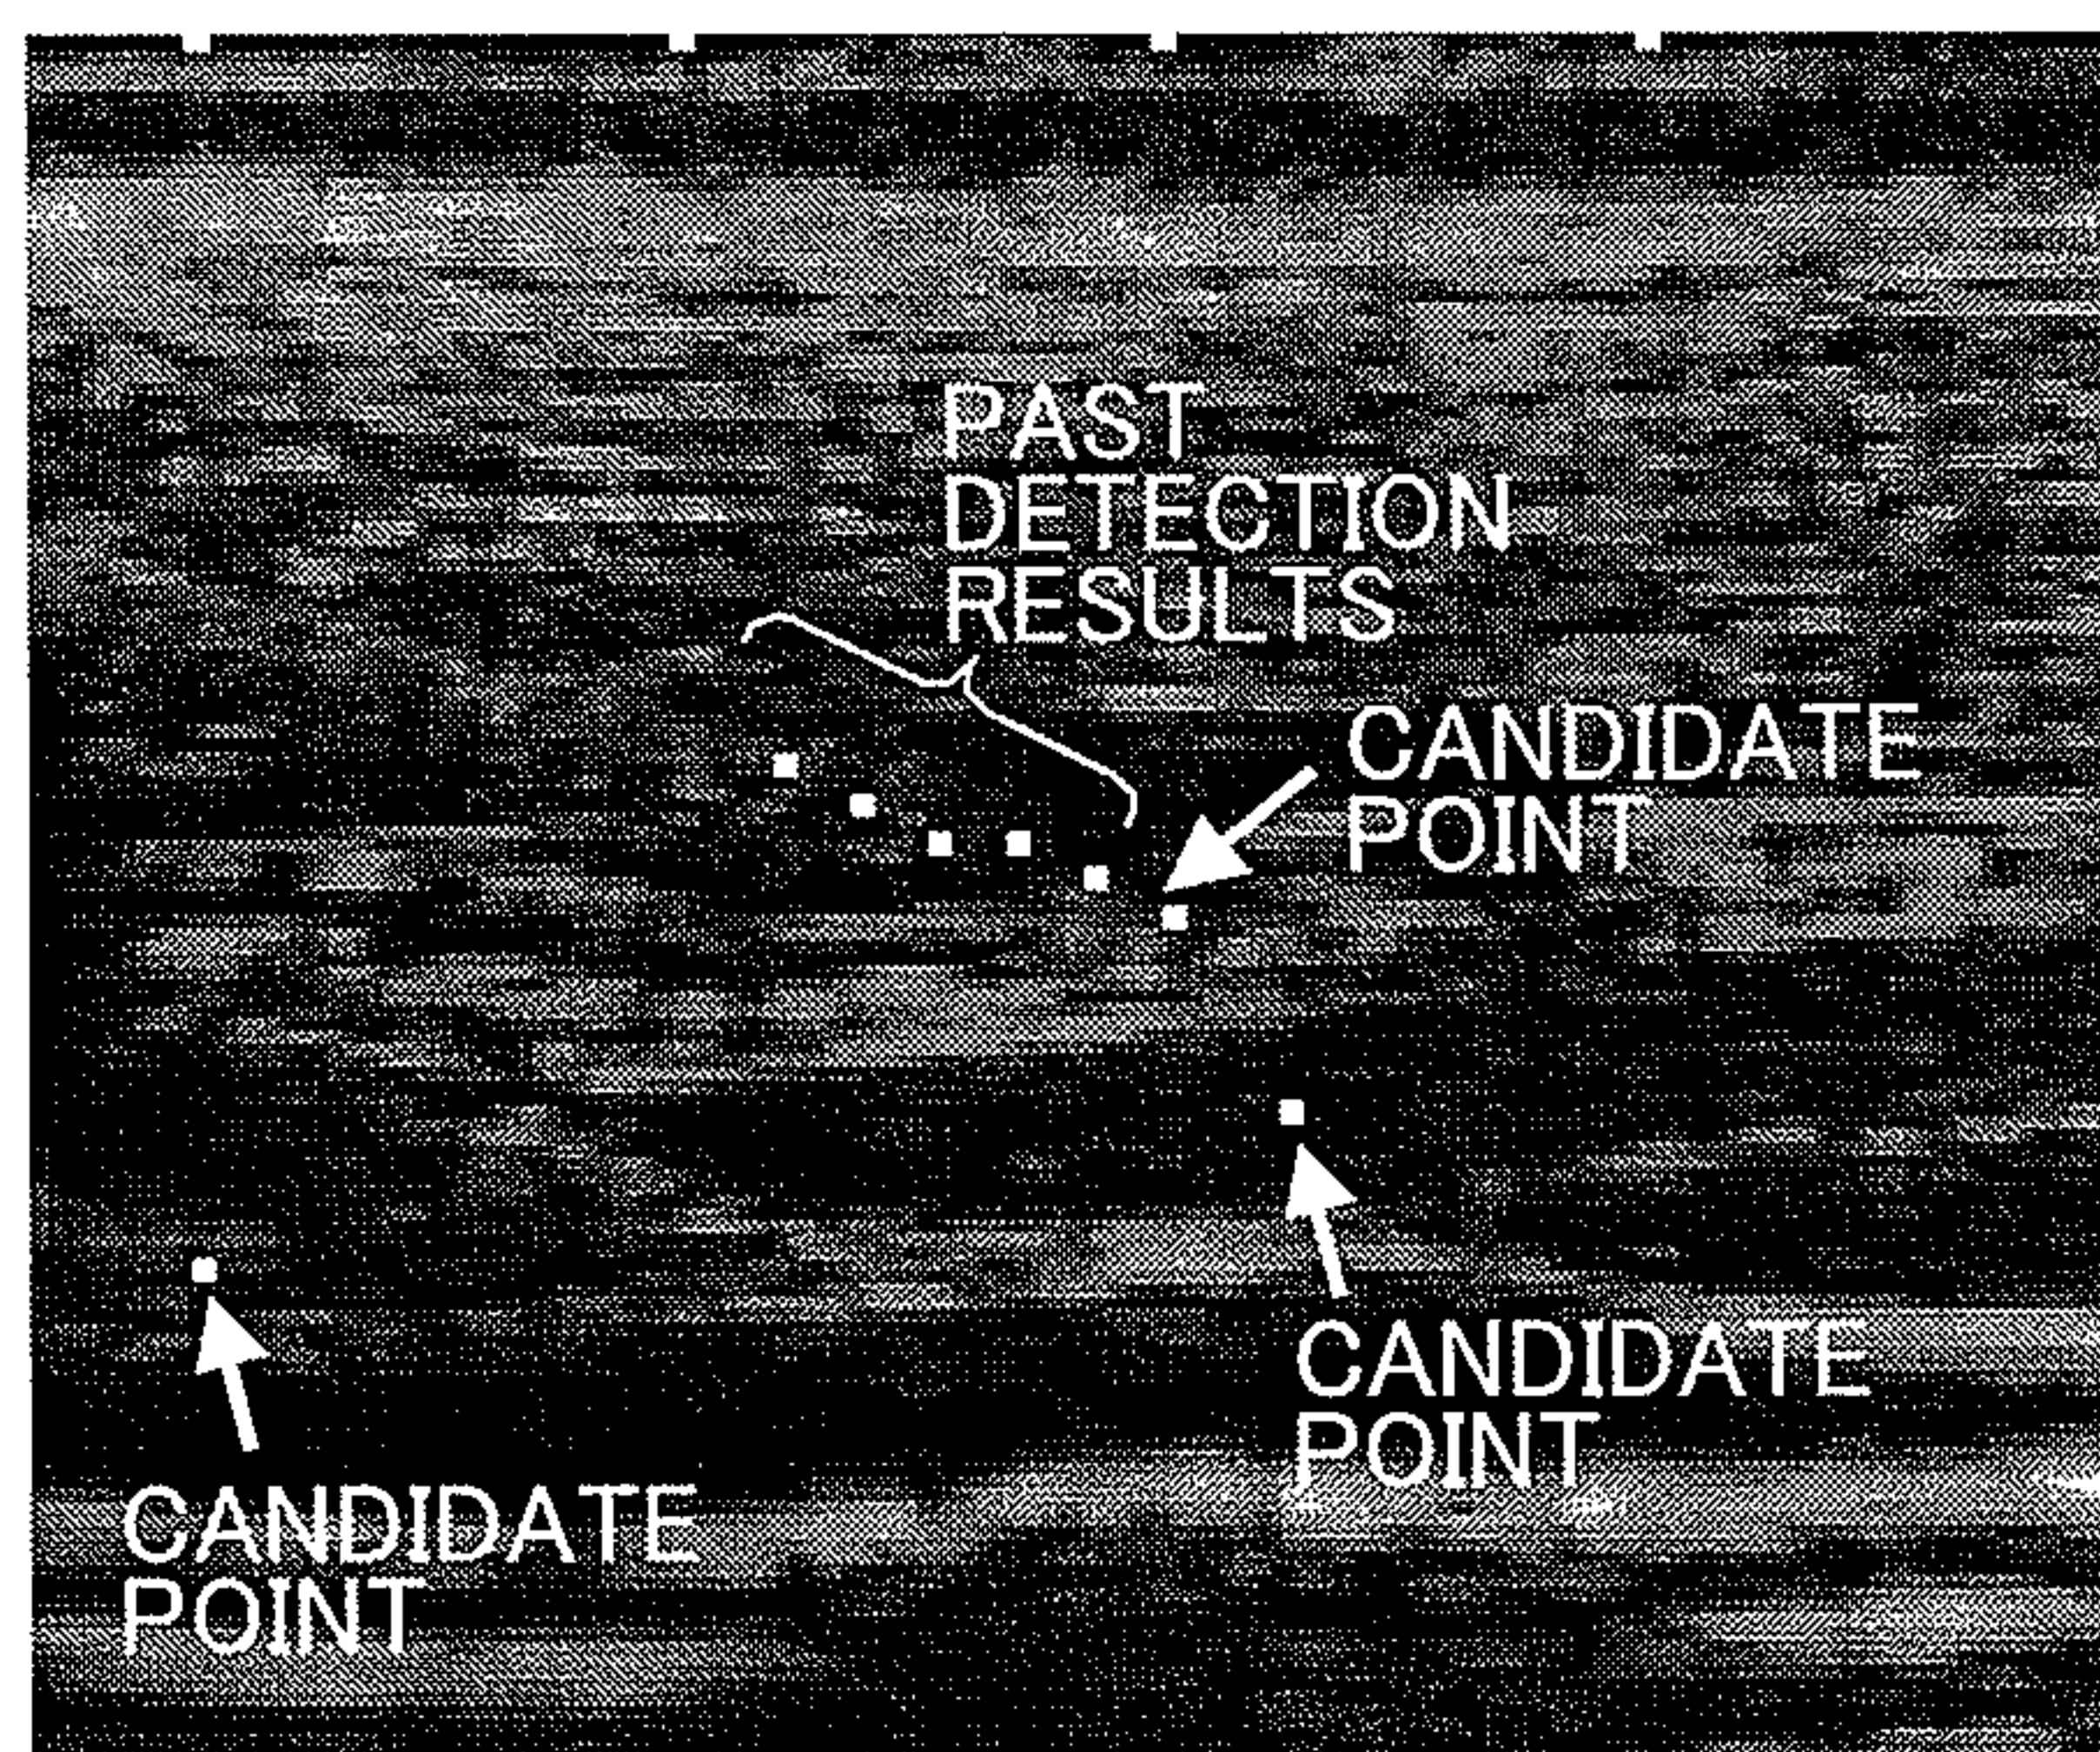 PAST
DETECTION
RESULTS
CANDIDATE
POINT
CANDIDATE
POINT
CANDIDATE
POINT